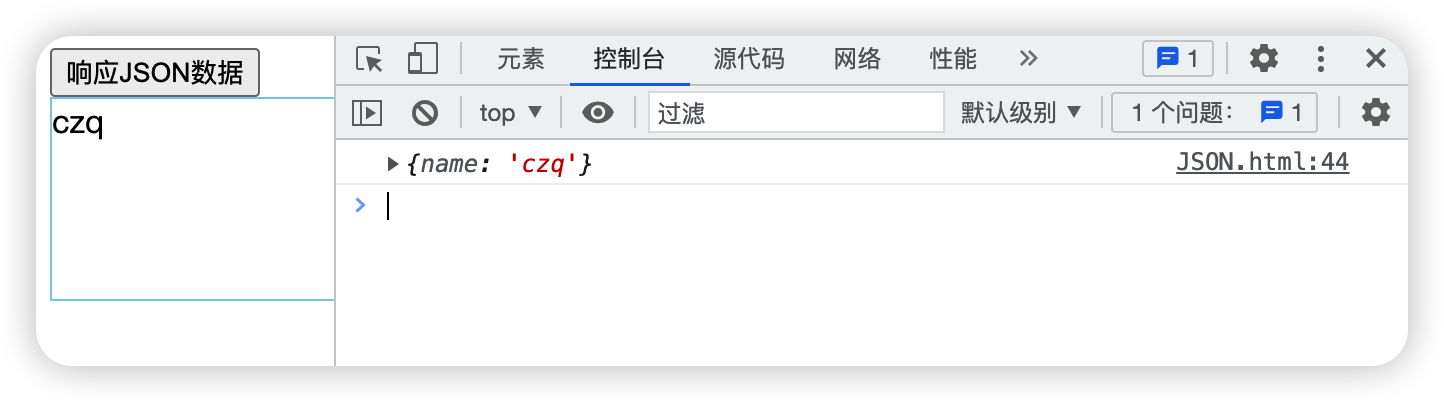 响应JSON数据
czq
元素 控制台 源代码 网络 性能 1
top 过滤 默认级别 1 个问题： 1
{name: 'czq'} JSON.html:44